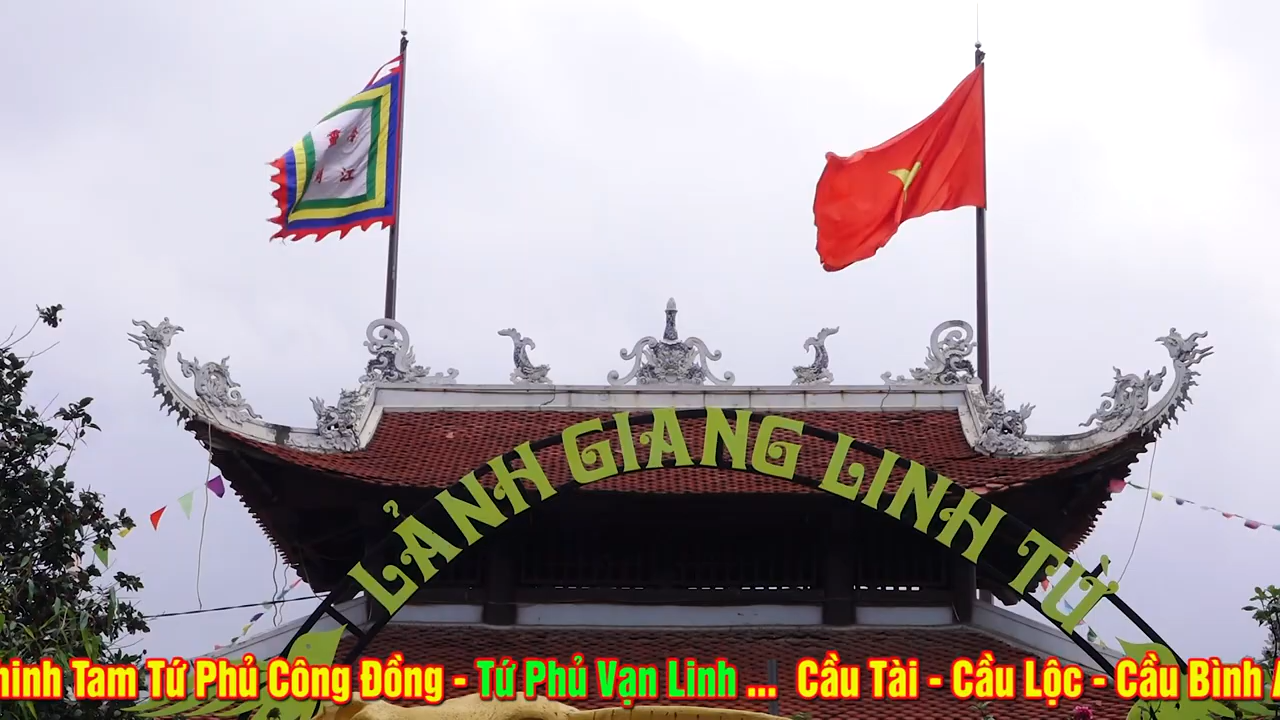 LẢNH GIANG LINH TỪ
Tam Tứ Phủ Công Đồng - Tứ Phủ Vạn Linh ... Cầu Tài - Cầu Lộc - Cầu Bình